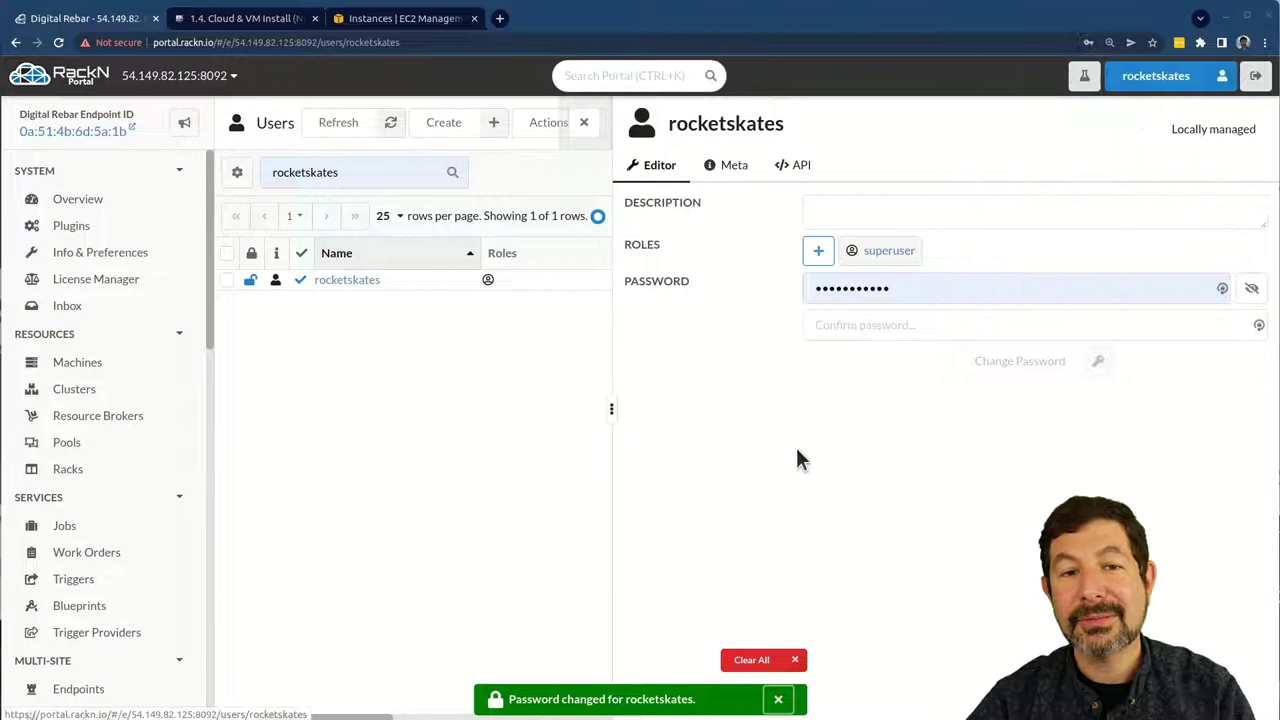 Digital Rebar - 54.149.82.
1.4. Cloud & VM Install (N
Instances | EC2 Managem
Not secure
portal.rackn.io/#/e/54.149.82.125:8092/users/rocketskates
RACKN
Portal
54.149.82.125:8092
Search Portal (CTRL+K)
rocketskates
Digital Rebar Endpoint ID
0a:51:4b:6d:5a:1b
SYSTEM
Overview
Plugins
Info & Preferences
License Manager
Inbox
RESOURCES
Machines
Clusters
Resource Brokers
Pools
Racks
SERVICES
Jobs
Work Orders
Triggers
Blueprints
Trigger Providers
MULTI-SITE
Endpoints
https://portal.rackn.io/#/e/54.149.82.125:8092/users/rocketskates
Users
Refresh
Create
Actions
rocketskates
1
25 rows per page. Showing 1 of 1 rows.
Name
Roles
rocketskates
rocketskates
Locally managed
Editor
Meta
</> API
DESCRIPTION
ROLES
superuser
PASSWORD
•••••••••••
Confirm password...
Change Password
Clear All
Password changed for rocketskates.